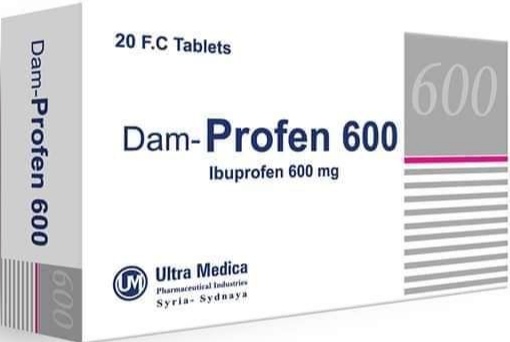 20 F.C Tablets
600
Dam-Profen 600
Ibuprofen 600 mg
UM
Ultra Medica
Pharmaceutical Industries
Syria- Sydnaya
Dam-Profen 600
600